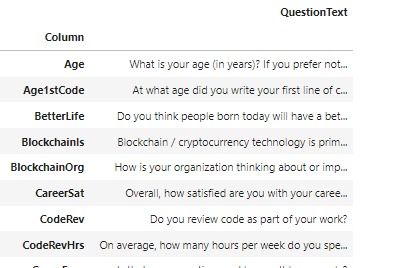 QuestionText
Column
Age What is your age (in years)? If you prefer not...
Age1stCode At what age did you write your first line of c...
BetterLife Do you think people born today will have a bet...
BlockchainIs Blockchain / cryptocurrency technology is prim...
BlockchainOrg How is your organization thinking about or imp...
CareerSat Overall, how satisfied are you with your caree...
CodeRev Do you review code as part of your work?
CodeRevHrs On average, how many hours per week do you spe...